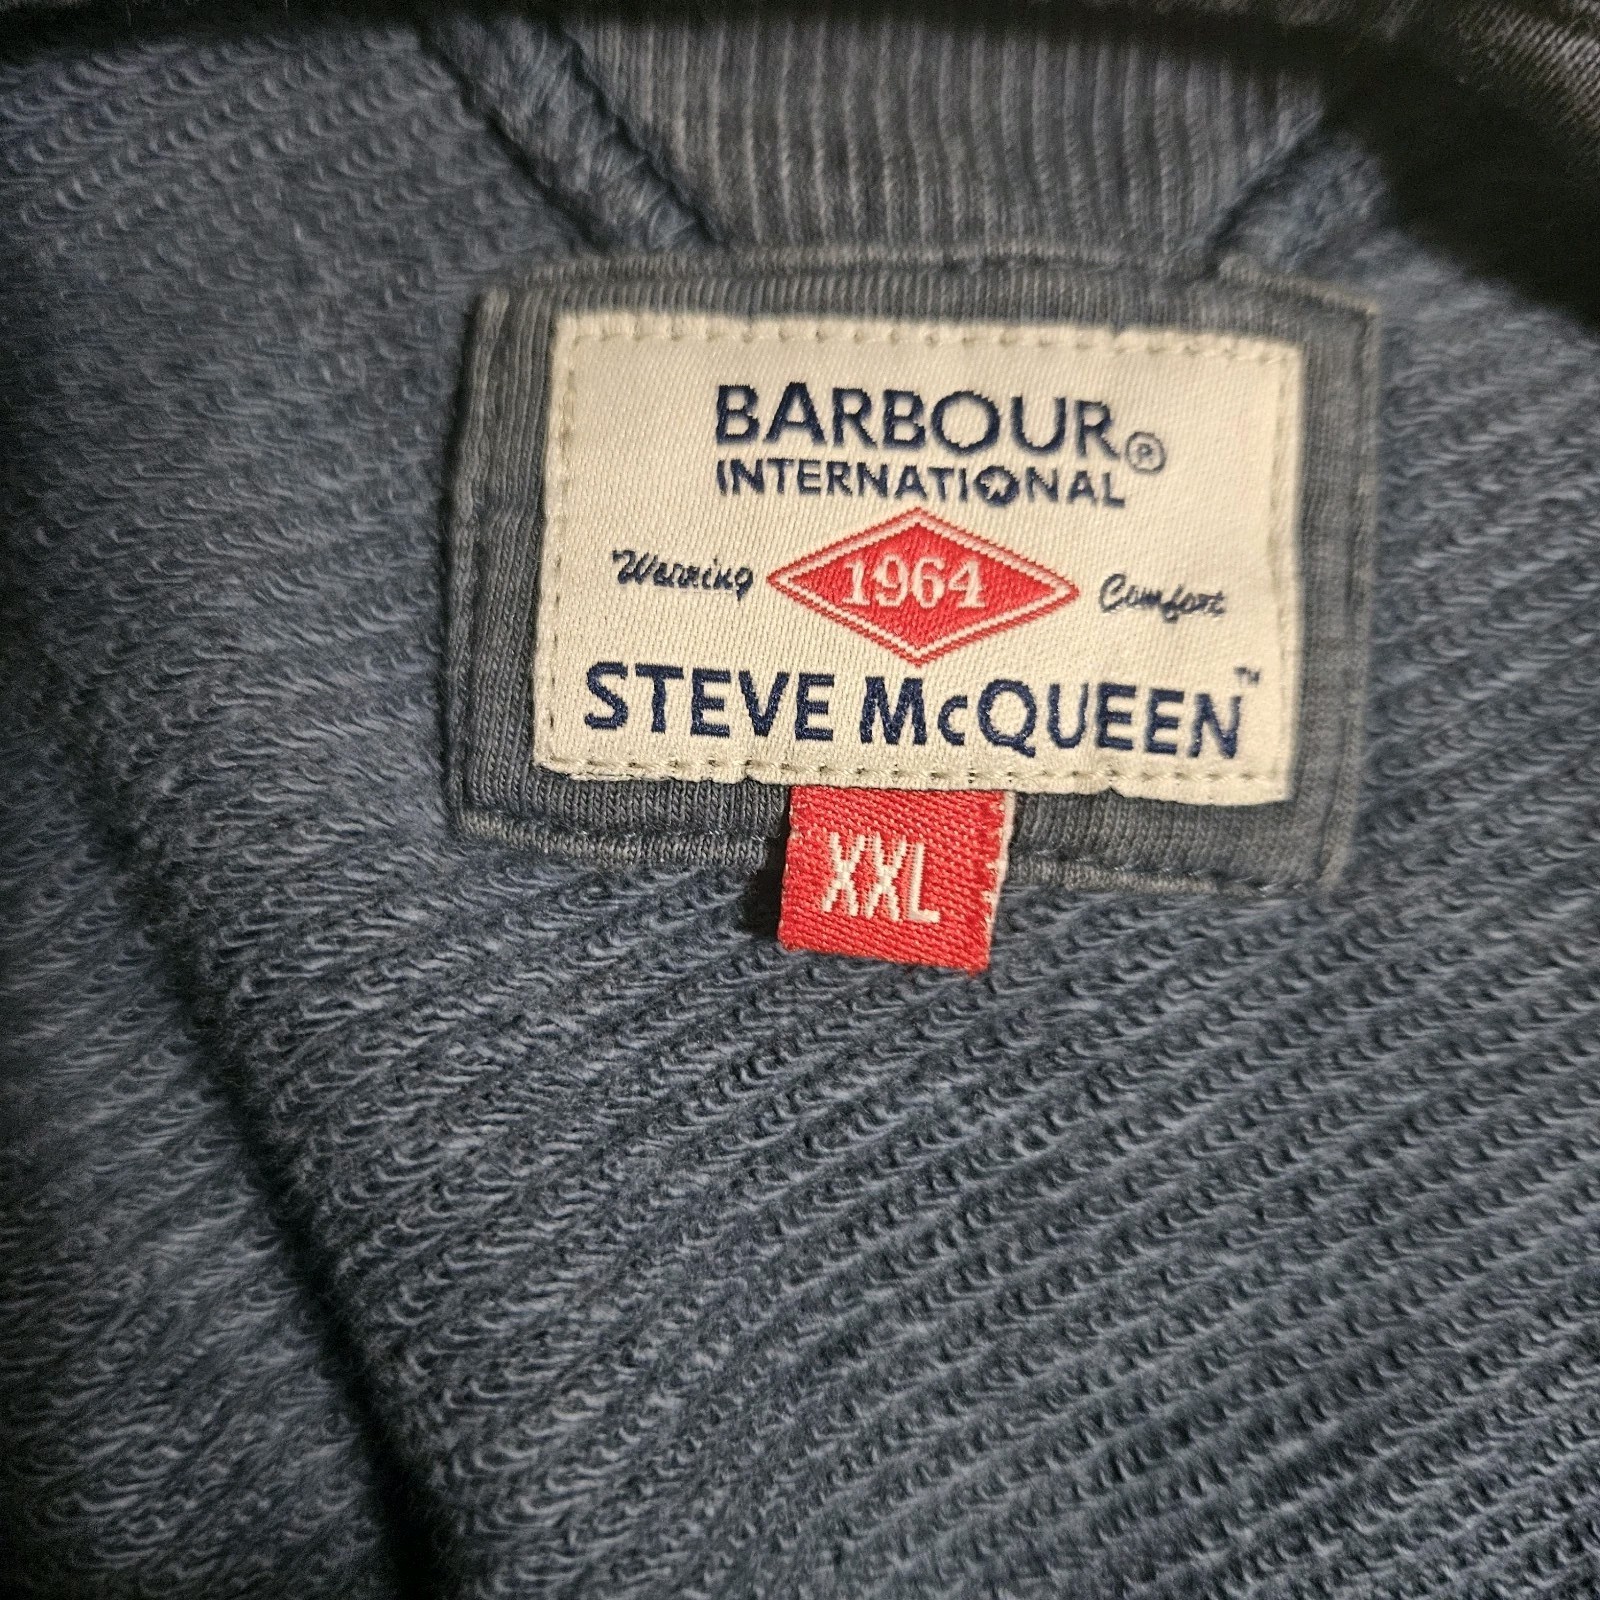 BARBOUR®
INTERNATIONAL
Warning 1964 Comfort
STEVE McQUEEN™
XXL